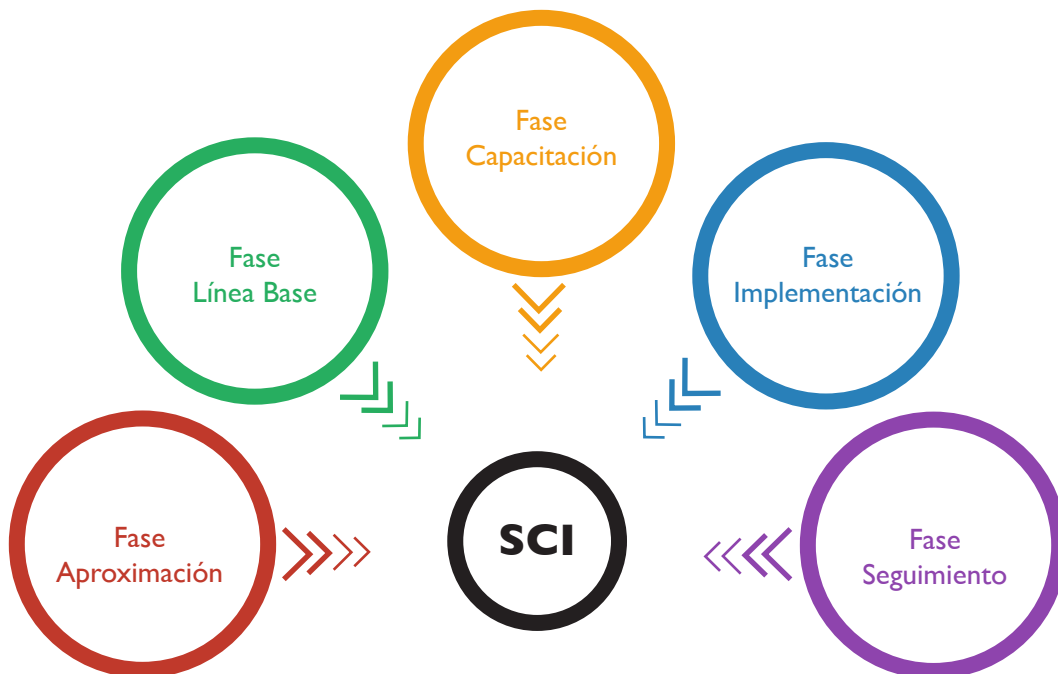 Fase
Capacitación
Fase
Línea Base
Fase
Implementación
Fase
Aproximación
SCI
Fase
Seguimiento